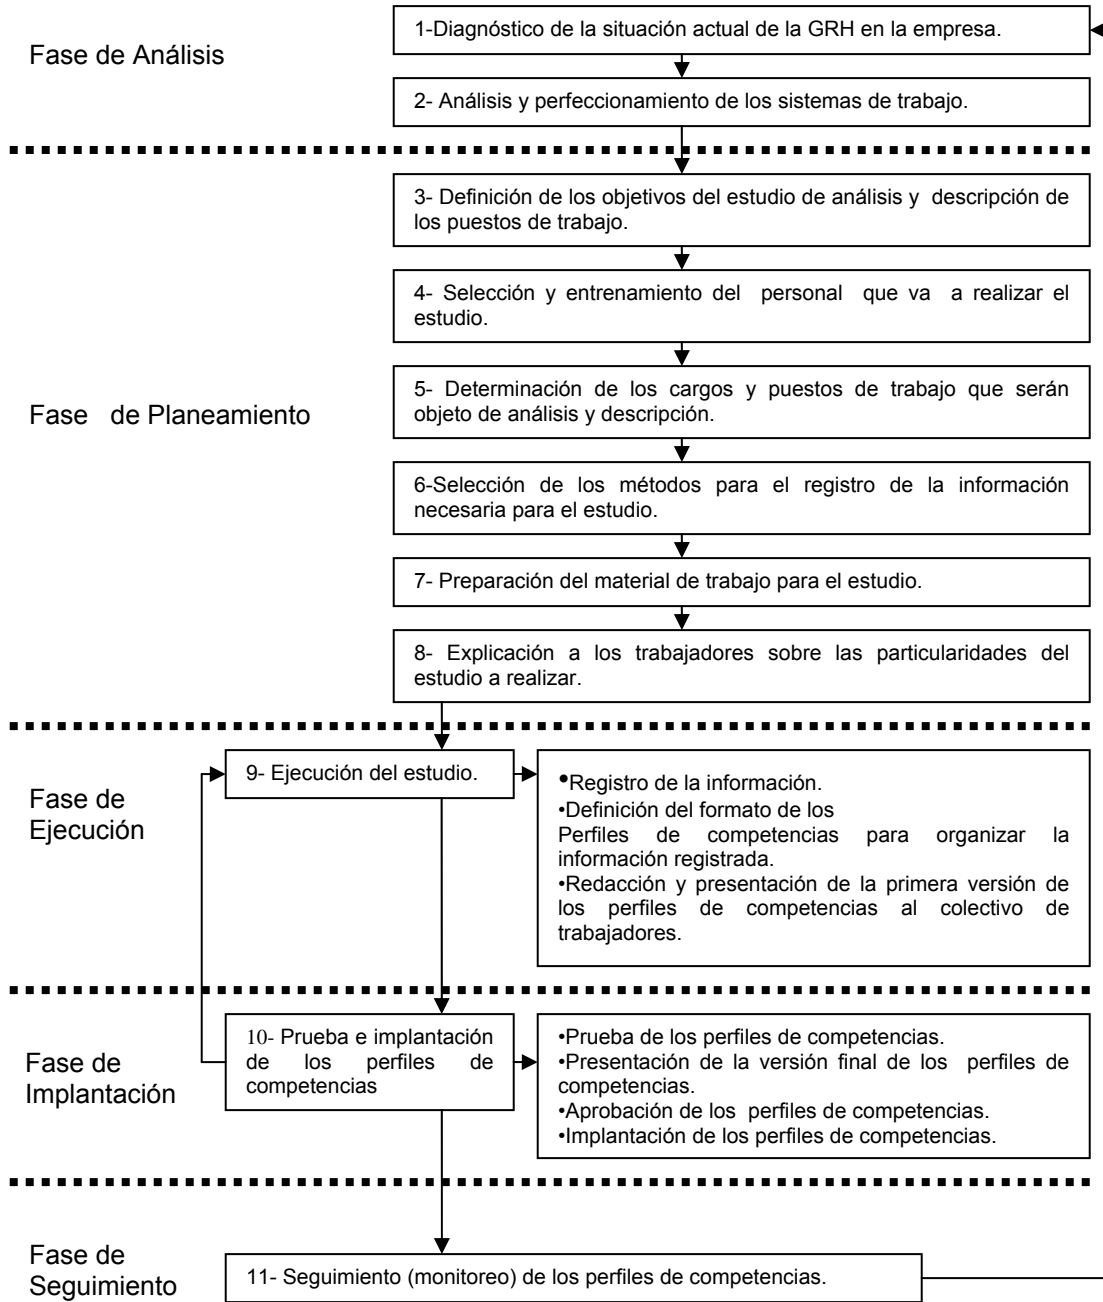 Fase de Análisis
1-Diagnóstico de la situación actual de la GRH en la empresa.
2- Análisis y perfeccionamiento de los sistemas de trabajo.
Fase de Planeamiento
3- Definición de los objetivos del estudio de análisis y descripción de
los puestos de trabajo.
4- Selección y entrenamiento del personal que va a realizar el
estudio.
5- Determinación de los cargos y puestos de trabajo que serán
objeto de análisis y descripción.
6-Selección de los métodos para el registro de la información
necesaria para el estudio.
7- Preparación del material de trabajo para el estudio.
8- Explicación a los trabajadores sobre las particularidades del
estudio a realizar.
Fase de
Ejecución
9- Ejecución del estudio.
•Registro de la información.
•Definición del formato de los
Perfiles de competencias para organizar la
información registrada.
•Redacción y presentación de la primera versión de
los perfiles de competencias al colectivo de
trabajadores.
Fase de
Implantación
10- Prueba e implantación
de los perfiles de
competencias
•Prueba de los perfiles de competencias.
•Presentación de la versión final de los perfiles de
competencias.
•Aprobación de los perfiles de competencias.
•Implantación de los perfiles de competencias.
Fase de
Seguimiento
11- Seguimiento (monitoreo) de los perfiles de competencias.